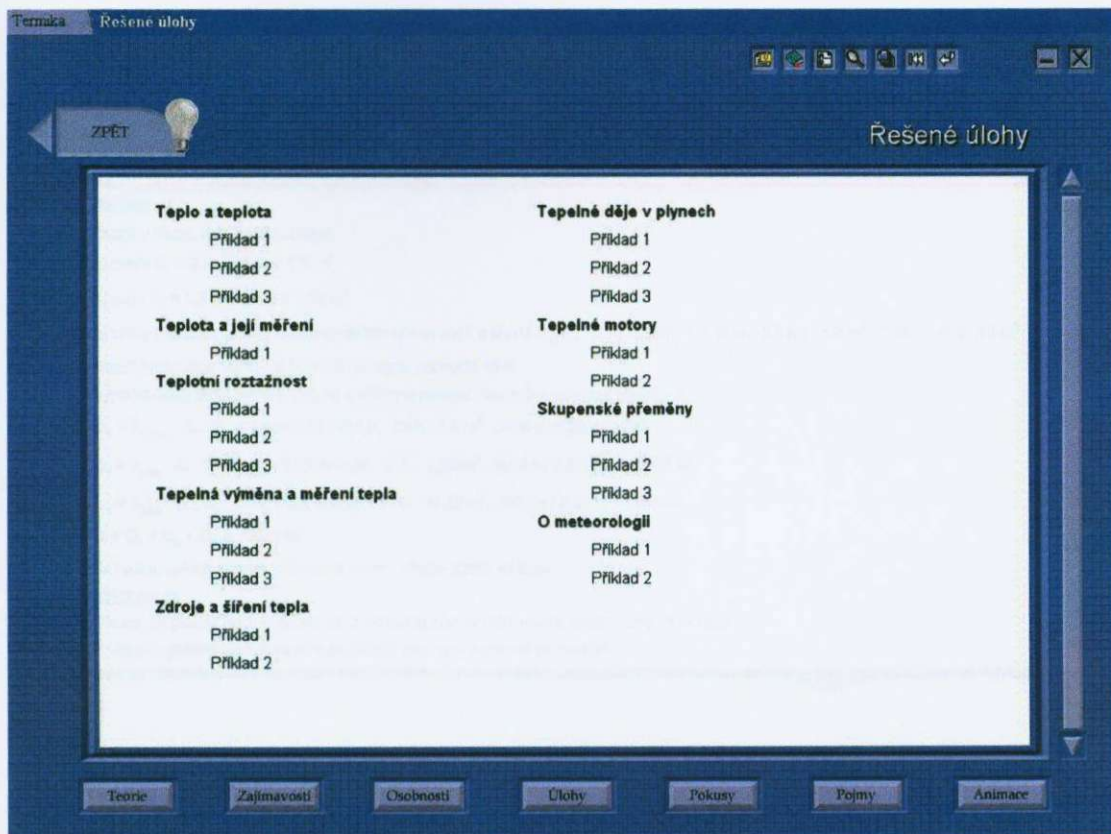 Termika Řešené úlohy
ZPĚT
Řešené úlohy
Teplo a teplota
Příklad 1
Příklad 2
Příklad 3
Teplota a její měření
Příklad 1
Teplotní roztažnost
Příklad 1
Příklad 2
Příklad 3
Tepelná výměna a měření tepla
Příklad 1
Příklad 2
Příklad 3
Zdroje a šíření tepla
Příklad 1
Příklad 2
Tepelné děje v plynech
Příklad 1
Příklad 2
Příklad 3
Tepelné motory
Příklad 1
Příklad 2
Skupenské přeměny
Příklad 1
Příklad 2
Příklad 3
O meteorologii
Příklad 1
Příklad 2
Teorie Zajímavosti Osobnosti Úlohy Pokusy Pojmy Animace